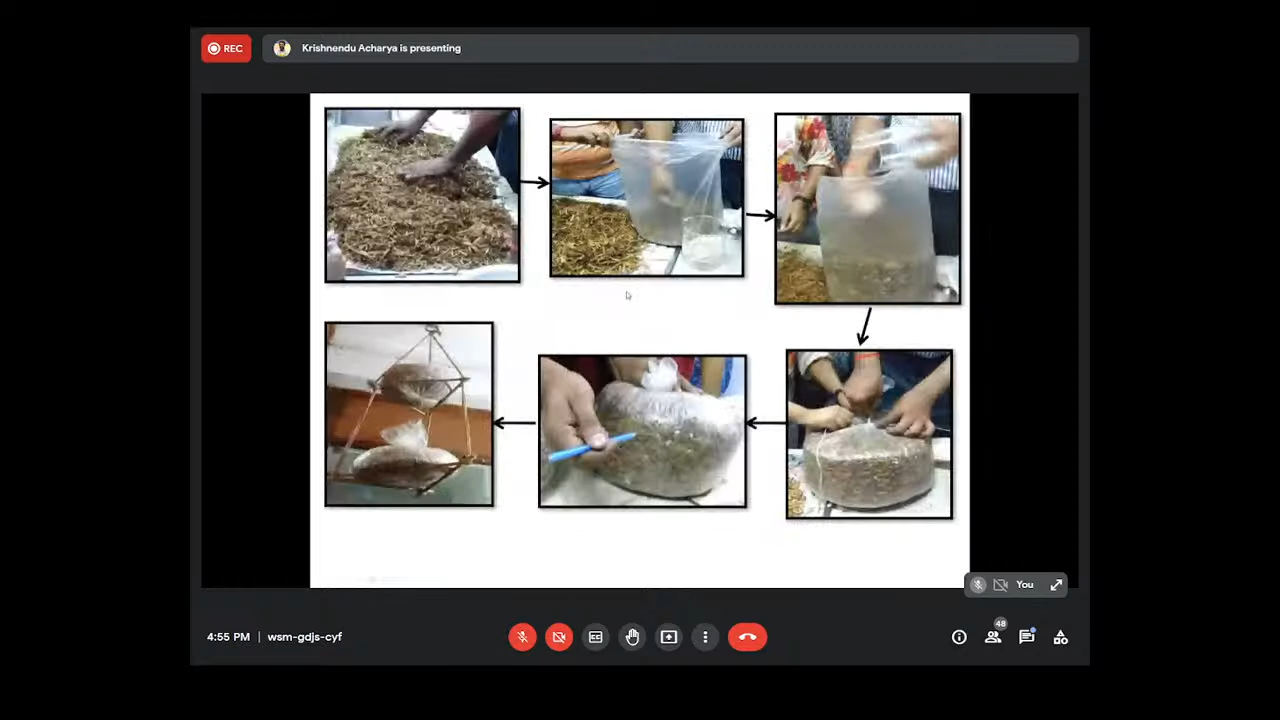 REC
Krishnendu Acharya is presenting
You
4:55 PM | wsm-gdjs-cyf
48